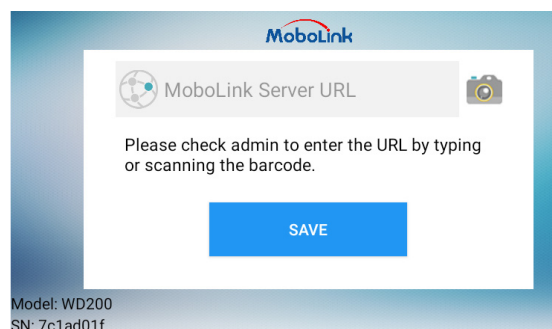 MoboLink
MoboLink Server URL
Please check admin to enter the URL by typing
or scanning the barcode.
SAVE
Model: WD200
SN: 7c1ad01f